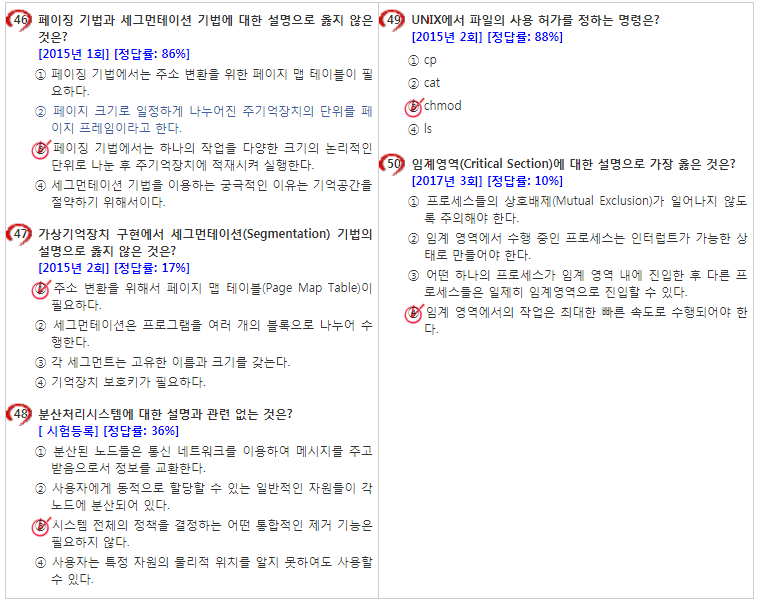 46 페이징 기법과 세그먼테이션 기법에 대한 설명으로 옳지 않은
것은?
[2015년 1회] [정답률: 86%]
① 페이징 기법에서는 주소 변환을 위한 페이지 맵 테이블이 필
요하다.
② 페이지 크기로 일정하게 나누어진 주기억장치의 단위를 페
이지 프레임이라고 한다.
③ 페이징 기법에서는 하나의 작업을 다양한 크기의 논리적인
단위로 나눈 후 주기억장치에 적재시켜 실행한다.
④ 세그먼테이션 기법을 이용하는 궁극적인 이유는 기억공간을
절약하기 위해서이다.
47 가상기억장치 구현에서 세그먼테이션(Segmentation) 기법의
설명으로 옳지 않은 것은?
[2015년 2회] [정답률: 17%]
① 주소 변환을 위해서 페이지 맵 테이블(Page Map Table)이
필요하다.
② 세그먼테이션은 프로그램을 여러 개의 블록으로 나누어 수
행한다.
③ 각 세그먼트는 고유한 이름과 크기를 갖는다.
④ 기억장치 보호키가 필요하다.
48 분산처리시스템에 대한 설명과 관련 없는 것은?
[ 시험등록] [정답률: 36%]
① 분산된 노드들은 통신 네트워크를 이용하여 메시지를 주고
받음으로서 정보를 교환한다.
② 사용자에게 동적으로 할당할 수 있는 일반적인 자원들이 각
노드에 분산되어 있다.
③ 시스템 전체의 정책을 결정하는 어떤 통합적인 제거 기능은
필요하지 않다.
④ 사용자는 특정 자원의 물리적 위치를 알지 못하여도 사용할
수 있다.
49 UNIX에서 파일의 사용 허가를 정하는 명령은?
[2015년 2회] [정답률: 88%]
① cp
② cat
③ chmod
④ ls
50 임계영역(Critical Section)에 대한 설명으로 가장 옳은 것은?
[2017년 3회] [정답률: 10%]
① 프로세스들의 상호배제(Mutual Exclusion)가 일어나지 않도
록 주의해야 한다.
② 임계 영역에서 수행 중인 프로세스는 인터럽트가 가능한 상
태로 만들어야 한다.
③ 어떤 하나의 프로세스가 임계 영역 내에 진입한 후 다른 프
로세스들은 일제히 임계영역으로 진입할 수 있다.
④ 임계 영역에서의 작업은 최대한 빠른 속도로 수행되어야 한
다.